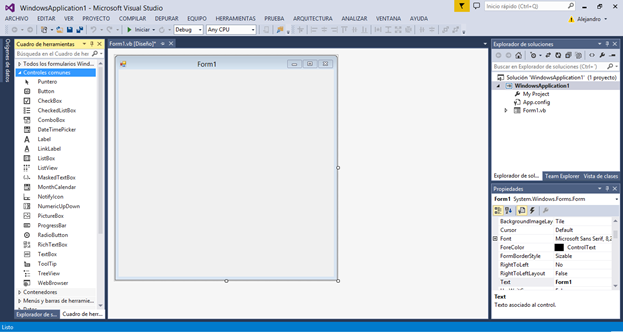 WindowsApplication1 - Microsoft Visual Studio
Inicio rápido (Ctrl+Q)
ARCHIVO EDITAR VER PROYECTO COMPILAR DEPURAR EQUIPO HERRAMIENTAS PRUEBA ARQUITECTURA ANALIZAR VENTANA AYUDA
Alejandro
Iniciar Debug Any CPU
Orígenes de datos
Cuadro de herramientas
Buscar en Cuadro de herramie
Todos los formularios Wind
Controles comunes
Puntero
Button
CheckBox
CheckedListBox
ComboBox
DateTimePicker
Label
LinkLabel
ListBox
ListView
MaskedTextBox
MonthCalendar
NotifyIcon
NumericUpDown
PictureBox
ProgressBar
RadioButton
RichTextBox
TextBox
ToolTip
TreeView
WebBrowser
Contenedores
Menús y barras de herramient
Explorador de s... Cuadro de herr...
Form1.vb [Diseño]*
Form1
Explorador de soluciones
Buscar en Explorador de soluciones (Ctrl+
Solución 'WindowsApplication1' (1 proyecto)
WindowsApplication1
My Project
App.config
Form1.vb
Explorador de sol... Team Explorer Vista de clases
Propiedades
Form1 System.Windows.Forms.Form
BackgroundImageLay Tile
Cursor Default
Font Microsoft Sans Serif, 8,2
ForeColor ControlText
FormBorderStyle Sizable
RightToLeft No
RightToLeftLayout False
Text Form1
Text
Texto asociado al control.
Listo